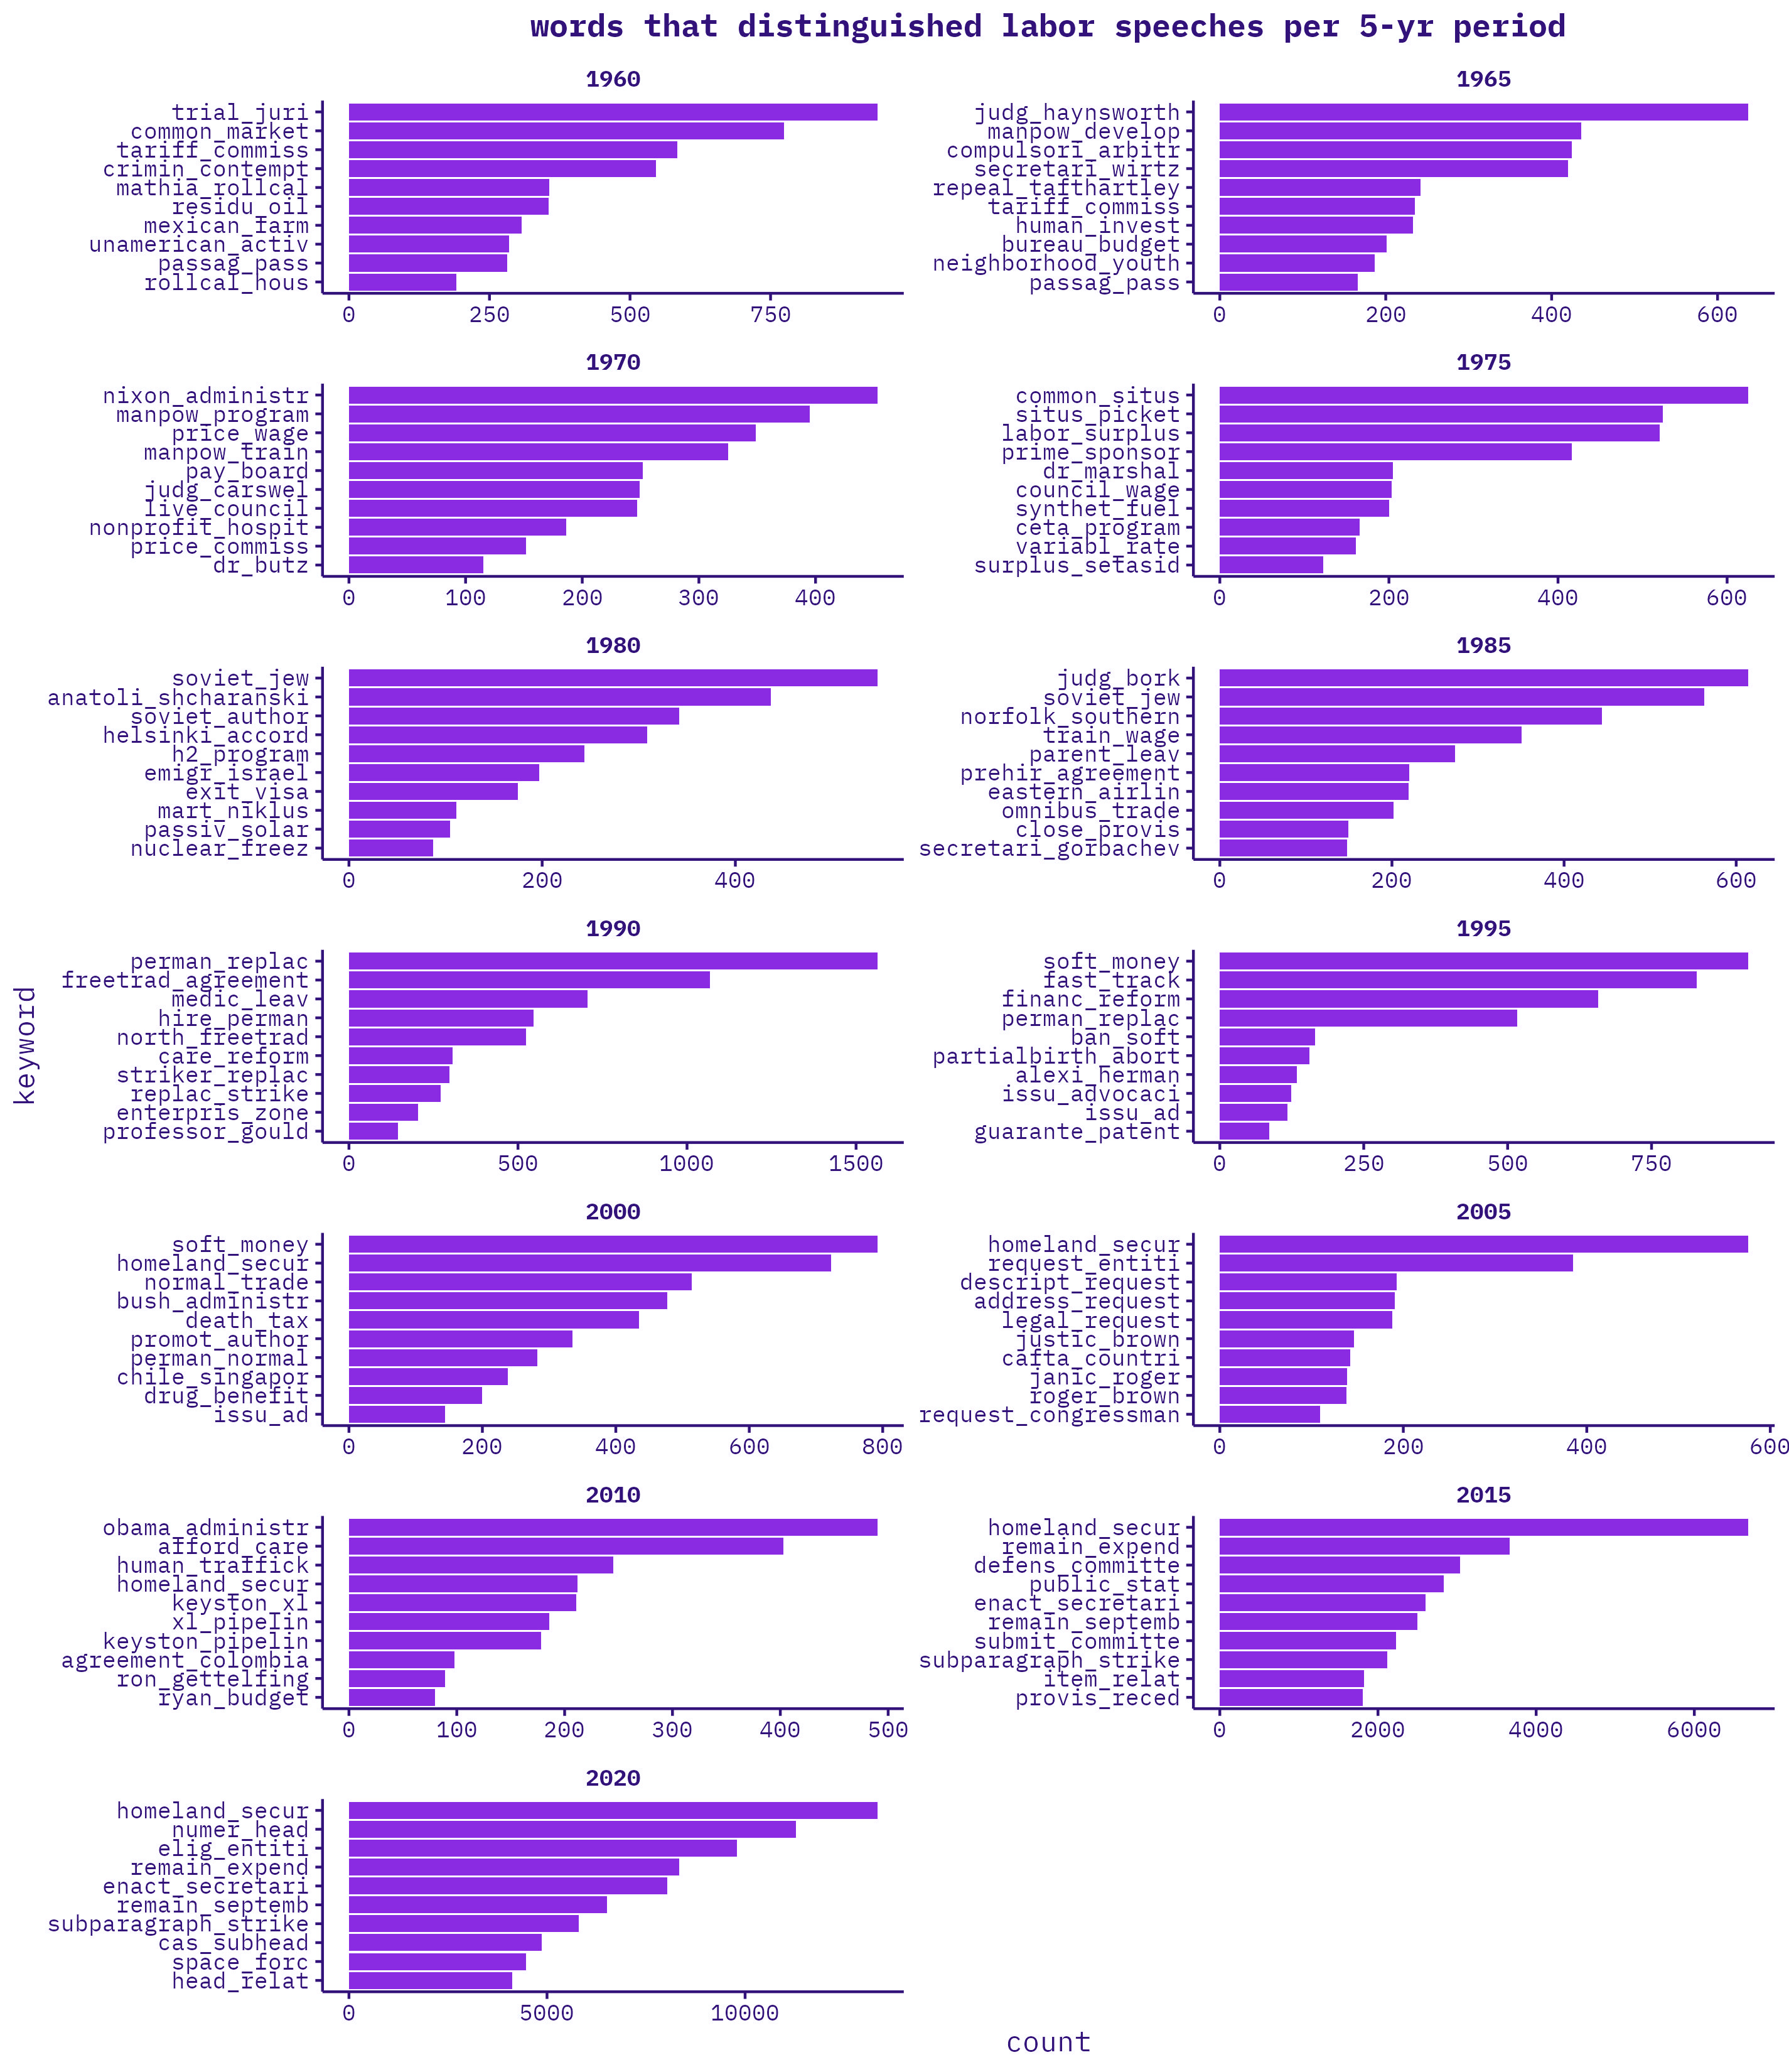 words that distinguished labor speeches per 5-yr period
keyword
1960
trial_juri
common_market
tariff_commiss
crimin_contempt
mathia_rollcal
residu_oil
mexican_farm
unamerican_activ
passag_pass
rollcal_hous
0 250 500 750
1965
judg_haynsworth
manpow_develop
compulsori_arbitr
secretari_wirtz
repeal_tafthartley
tariff_commiss
human_invest
bureau_budget
neighborhood_youth
passag_pass
0 200 400 600
1970
nixon_administr
manpow_program
price_wage
manpow_train
pay_board
judg_carswel
live_council
nonprofit_hospit
price_commiss
dr_butz
0 100 200 300 400
1975
common_situs
situs_picket
labor_surplus
prime_sponsor
dr_marshal
council_wage
synthet_fuel
ceta_program
variabl_rate
surplus_setasid
0 200 400 600
1980
soviet_jew
anatoli_shcharanski
soviet_author
helsinki_accord
h2_program
emigr_israel
exit_visa
mart_niklus
passiv_solar
nuclear_freez
0 200 400
1985
judg_bork
soviet_jew
norfolk_southern
train_wage
parent_leav
prehir_agreement
eastern_airlin
omnibus_trade
close_provis
secretari_gorbachev
0 200 400 600
1990
perman_replac
freetrad_agreement
medic_leav
hire_perman
north_freetrad
care_reform
striker_replac
replac_strike
enterpris_zone
professor_gould
0 500 1000 1500
1995
soft_money
fast_track
financ_reform
perman_replac
ban_soft
partialbirth_abort
alexi_herman
issu_advocaci
issu_ad
guarante_patent
0 250 500 750
2000
soft_money
homeland_secur
normal_trade
bush_administr
death_tax
promot_author
perman_normal
chile_singapor
drug_benefit
issu_ad
0 200 400 600 800
2005
homeland_secur
request_entiti
descript_request
address_request
legal_request
justic_brown
cafta_countri
janic_roger
roger_brown
request_congressman
0 200 400 600
2010
obama_administr
afford_care
human_traffick
homeland_secur
keyston_xl
xl_pipelin
keyston_pipelin
agreement_colombia
ron_gettelfing
ryan_budget
0 100 200 300 400 500
2015
homeland_secur
remain_expend
defens_committe
public_stat
enact_secretari
remain_septemb
submit_committe
subparagraph_strike
item_relat
provis_reced
0 2000 4000 6000
2020
homeland_secur
numer_head
elig_entiti
remain_expend
enact_secretari
remain_septemb
subparagraph_strike
cas_subhead
space_forc
head_relat
0 5000 10000
count